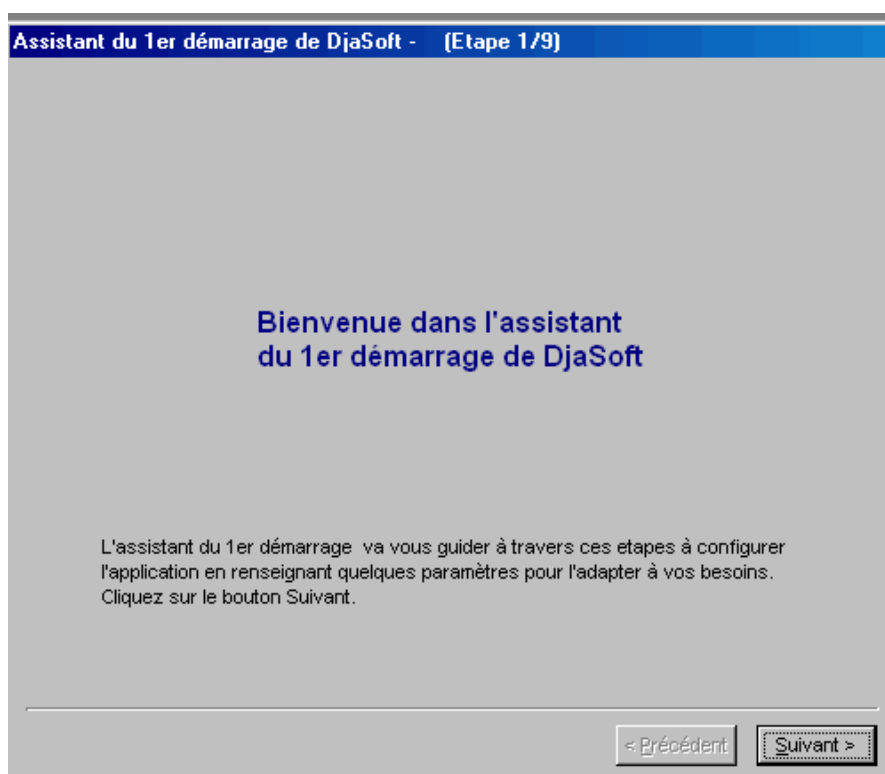 Assistant du 1er démarrage de DjaSoft - (Etape 1/9)
Bienvenue dans l'assistant
du 1er démarrage de DjaSoft
L'assistant du 1er démarrage va vous guider à travers ces etapes à configurer
l'application en renseignant quelques paramètres pour l'adapter à vos besoins.
Cliquez sur le bouton Suivant.
< Précédent Suivant >